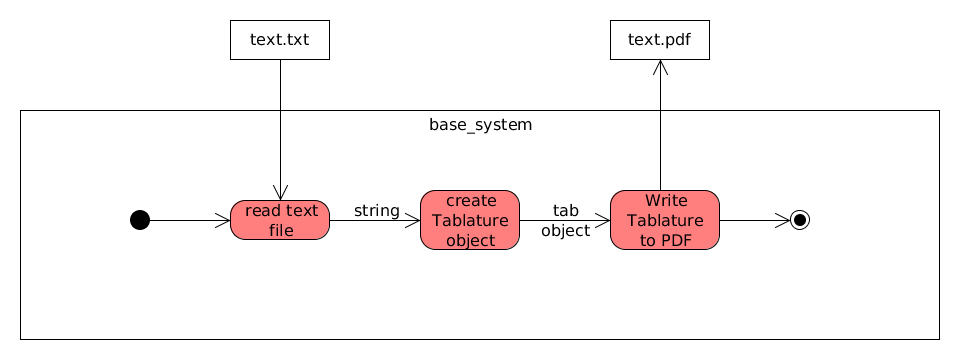 text.txt
text.pdf
base_system
read text
file
string
create
Tablature
object
tab
object
Write
Tablature
to PDF